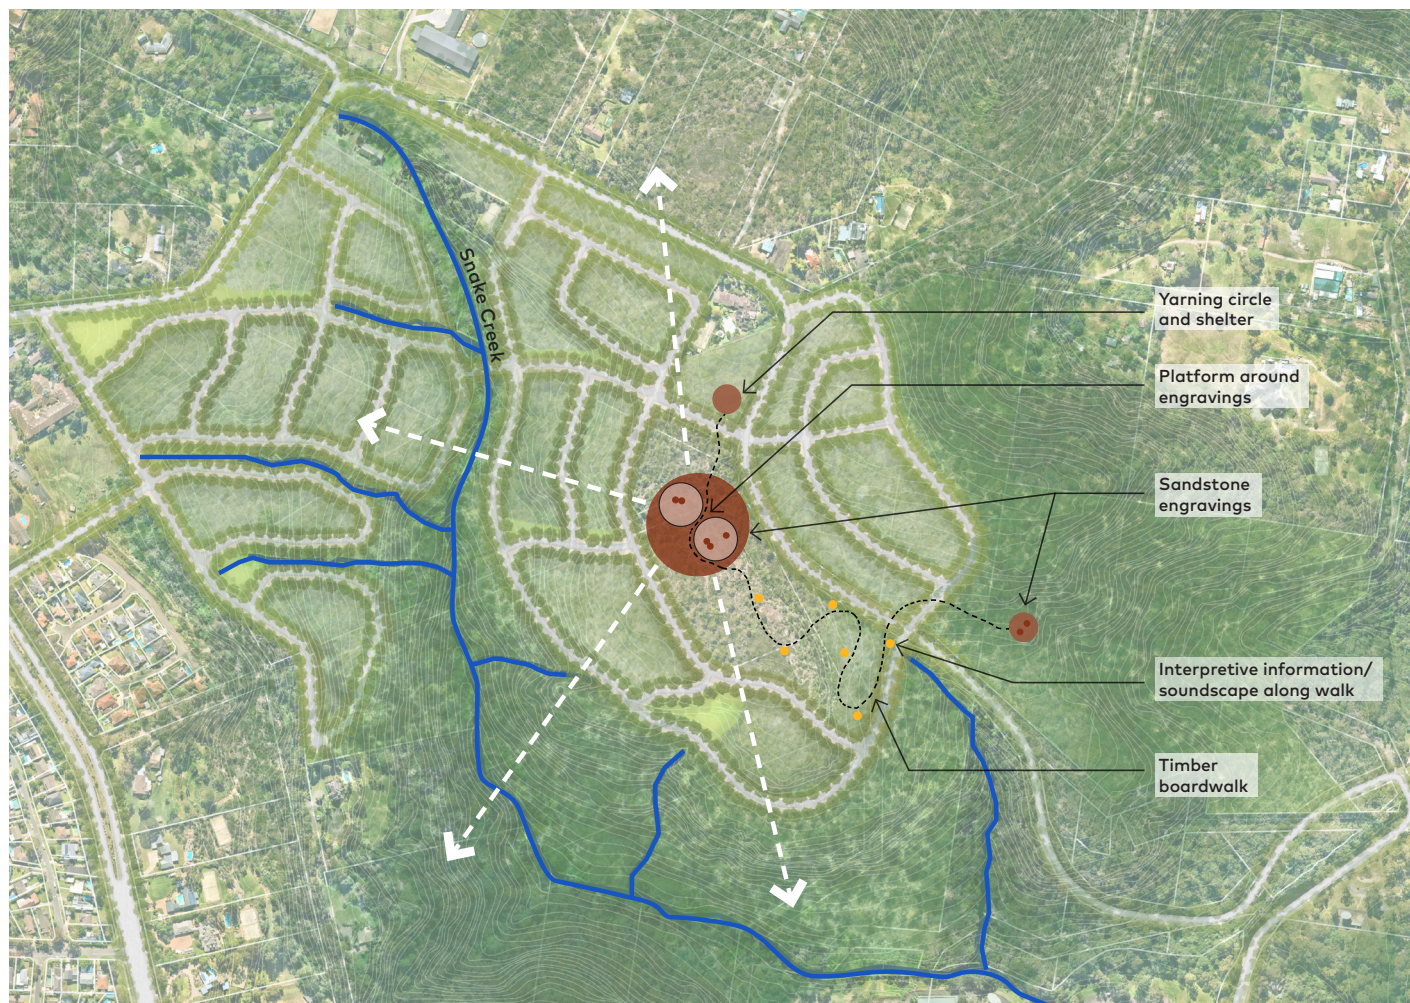 Snake Creek
Yarning circle
and shelter
Platform around
engravings
Sandstone
engravings
Interpretive information/
soundscape along walk
Timber
boardwalk